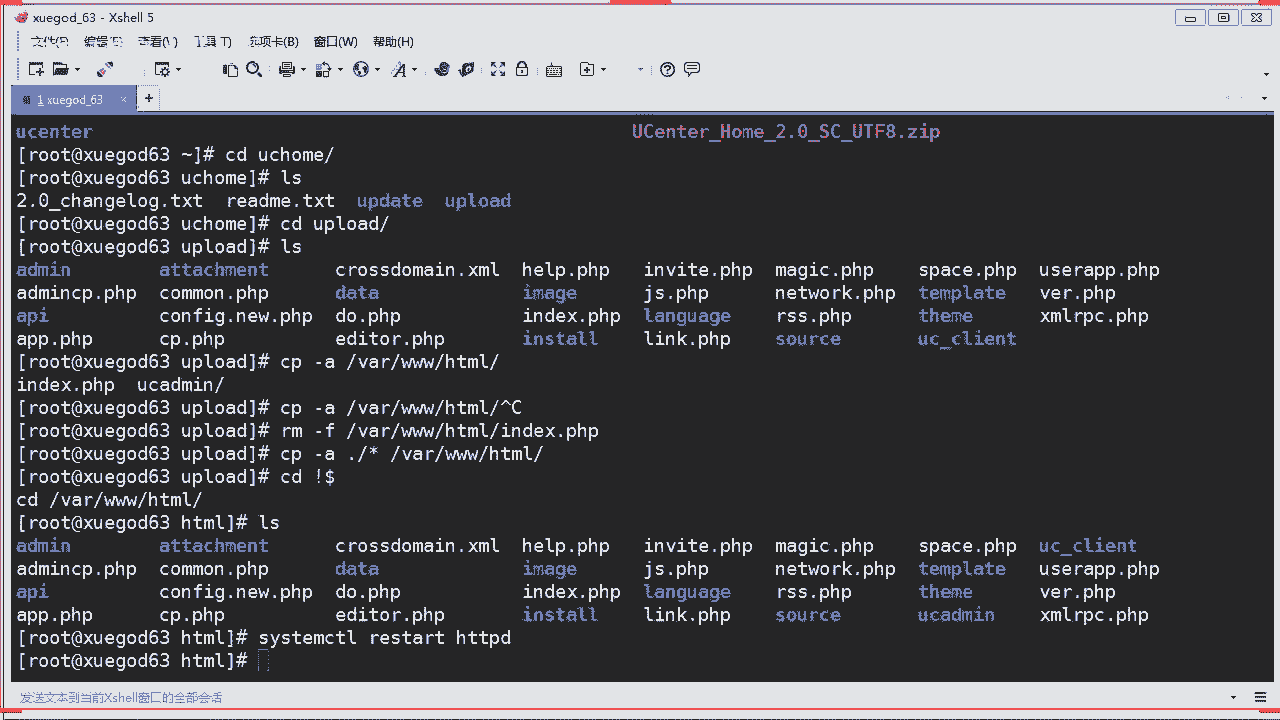 xuegod_63 - Xshell 5
文件(F) 编辑(E) 查看(V) 工具(T) 选项卡(B) 窗口(W) 帮助(H)
1 xuegod_63 × +
ucenter UCenter_Home_2.0_SC_UTF8.zip
[root@xuegod63 ~]# cd uchome/
[root@xuegod63 uchome]# ls
2.0_changelog.txt readme.txt update upload
[root@xuegod63 uchome]# cd upload/
[root@xuegod63 upload]# ls
admin attachment crossdomain.xml help.php invite.php magic.php space.php userapp.php
admincp.php common.php data image js.php network.php template ver.php
api config.new.php do.php index.php language rss.php theme xmlrpc.php
app.php cp.php editor.php install link.php source uc_client
[root@xuegod63 upload]# cp -a /var/www/html/
index.php ucadmin/
[root@xuegod63 upload]# cp -a /var/www/html/^C
[root@xuegod63 upload]# rm -f /var/www/html/index.php
[root@xuegod63 upload]# cp -a ./* /var/www/html/
[root@xuegod63 upload]# cd !$
cd /var/www/html/
[root@xuegod63 html]# ls
admin attachment crossdomain.xml help.php invite.php magic.php space.php uc_client
admincp.php common.php data image js.php network.php template userapp.php
api config.new.php do.php index.php language rss.php theme ver.php
app.php cp.php editor.php install link.php source ucadmin xmlrpc.php
[root@xuegod63 html]# systemctl restart httpd
[root@xuegod63 html]#
发送文本到当前Xshell窗口的全部会话